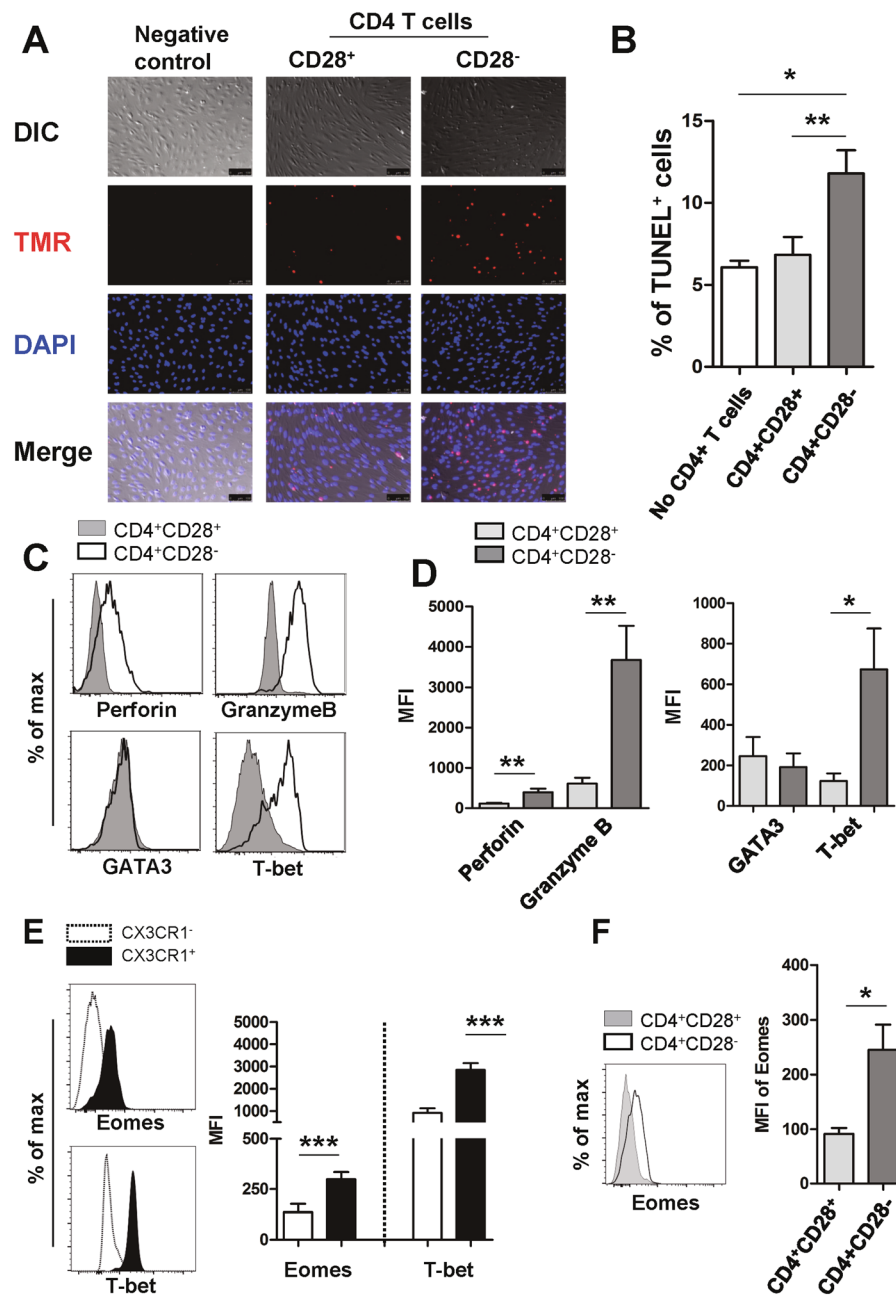 A
Negative
control
CD4 T cells
CD28⁺
CD28⁻
DIC
TMR
DAPI
Merge
B
% of TUNEL⁺ cells
15
10
5
0
*
**
No CD4+ T cells
CD4+CD28+
CD4+CD28-
C
CD4⁺CD28⁺
CD4⁺CD28⁻
% of max
Perforin
GranzymeB
GATA3
T-bet
D
CD4⁺CD28⁺
CD4⁺CD28⁻
MFI
5000
4000
3000
2000
1000
0
**
**
Perforin
Granzyme B
MFI
1000
800
600
400
200
0
*
GATA3
T-bet
E
CX3CR1⁻
CX3CR1⁺
% of max
Eomes
T-bet
MFI
5000
4000
3000
2000
1000
500
250
0
***
***
Eomes
T-bet
F
CD4⁺CD28⁺
CD4⁺CD28⁻
% of max
Eomes
MFI of Eomes
400
300
200
100
0
*
CD4⁺CD28⁺
CD4+CD28-